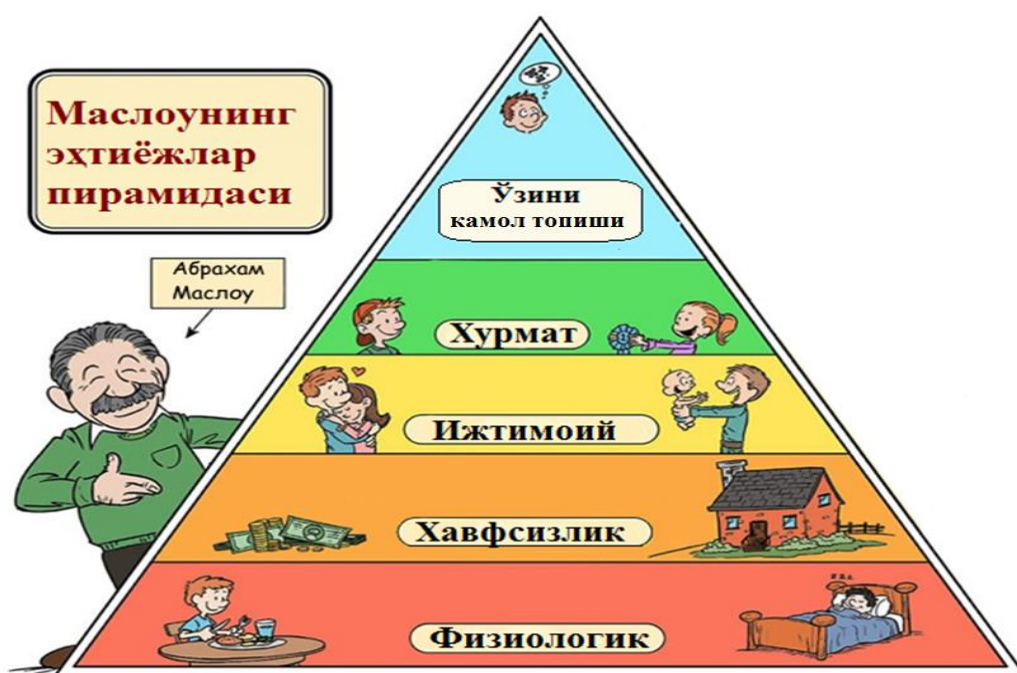 Маслоунинг
эҳтиёжлар
пирамидаси
Абрахам
Маслоу
Ўзини
камол топиши
Хурмат
Ижтимоий
Хавфсизлик
Физиологик